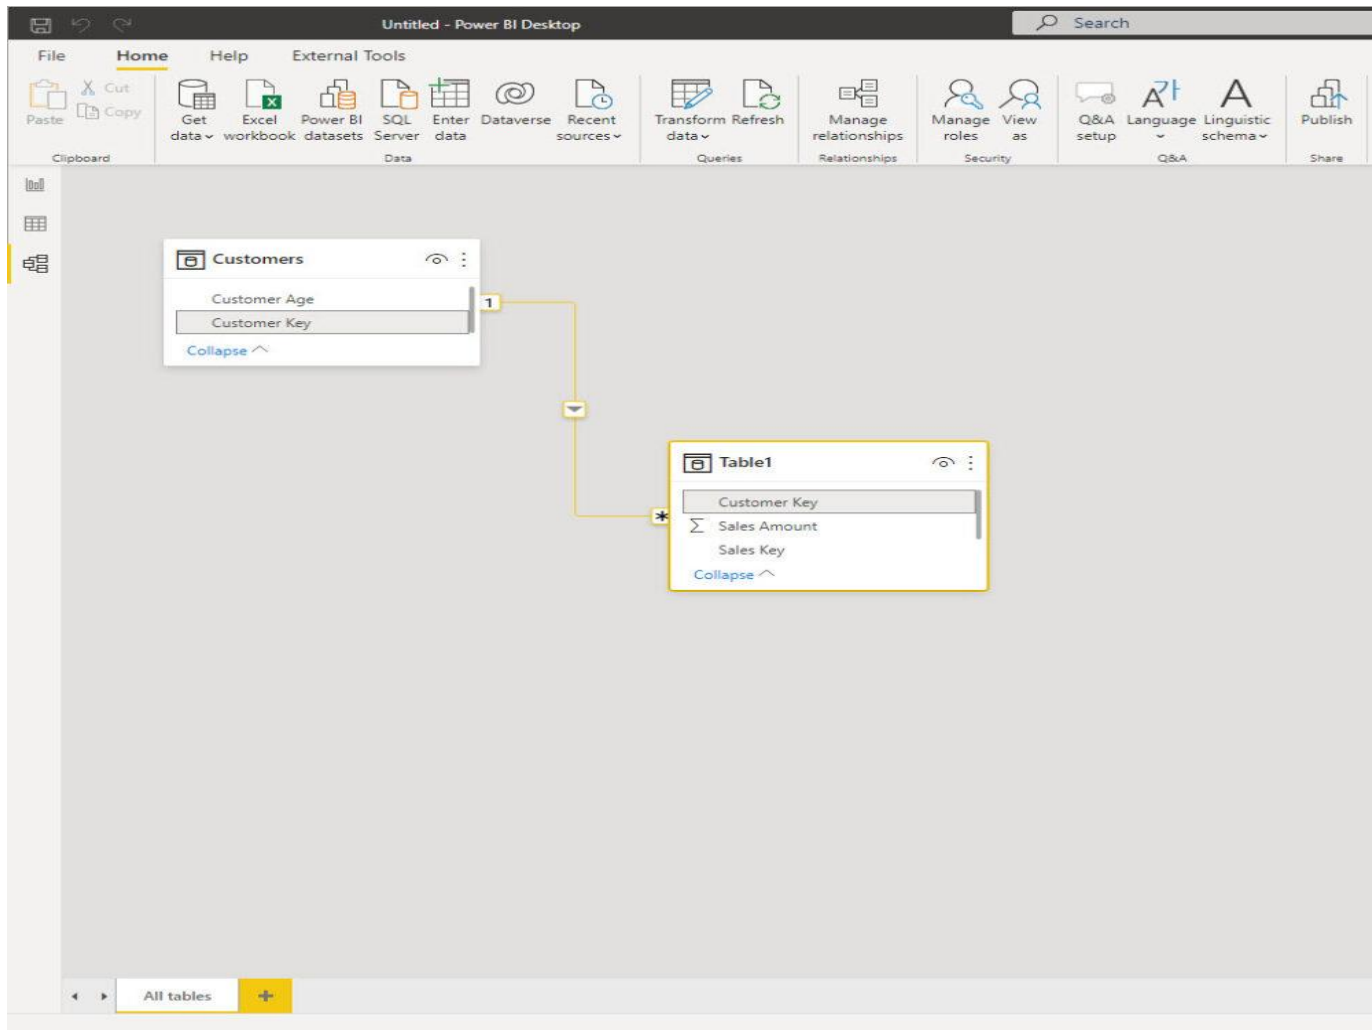 Untitled - Power BI Desktop
Search
File Home Help External Tools
Paste
Cut
Copy
Clipboard
Get data
Excel workbook
Power BI datasets
SQL Server
Enter data
Dataverse
Recent sources
Data
Transform data
Refresh
Queries
Manage relationships
Relationships
Manage roles
View as
Security
Q&A setup
Language
Linguistic schema
Q&A
Publish
Share
Customers
Customer Age
Customer Key
Collapse
1
*
Table1
Customer Key
Σ Sales Amount
Sales Key
Collapse
All tables
+